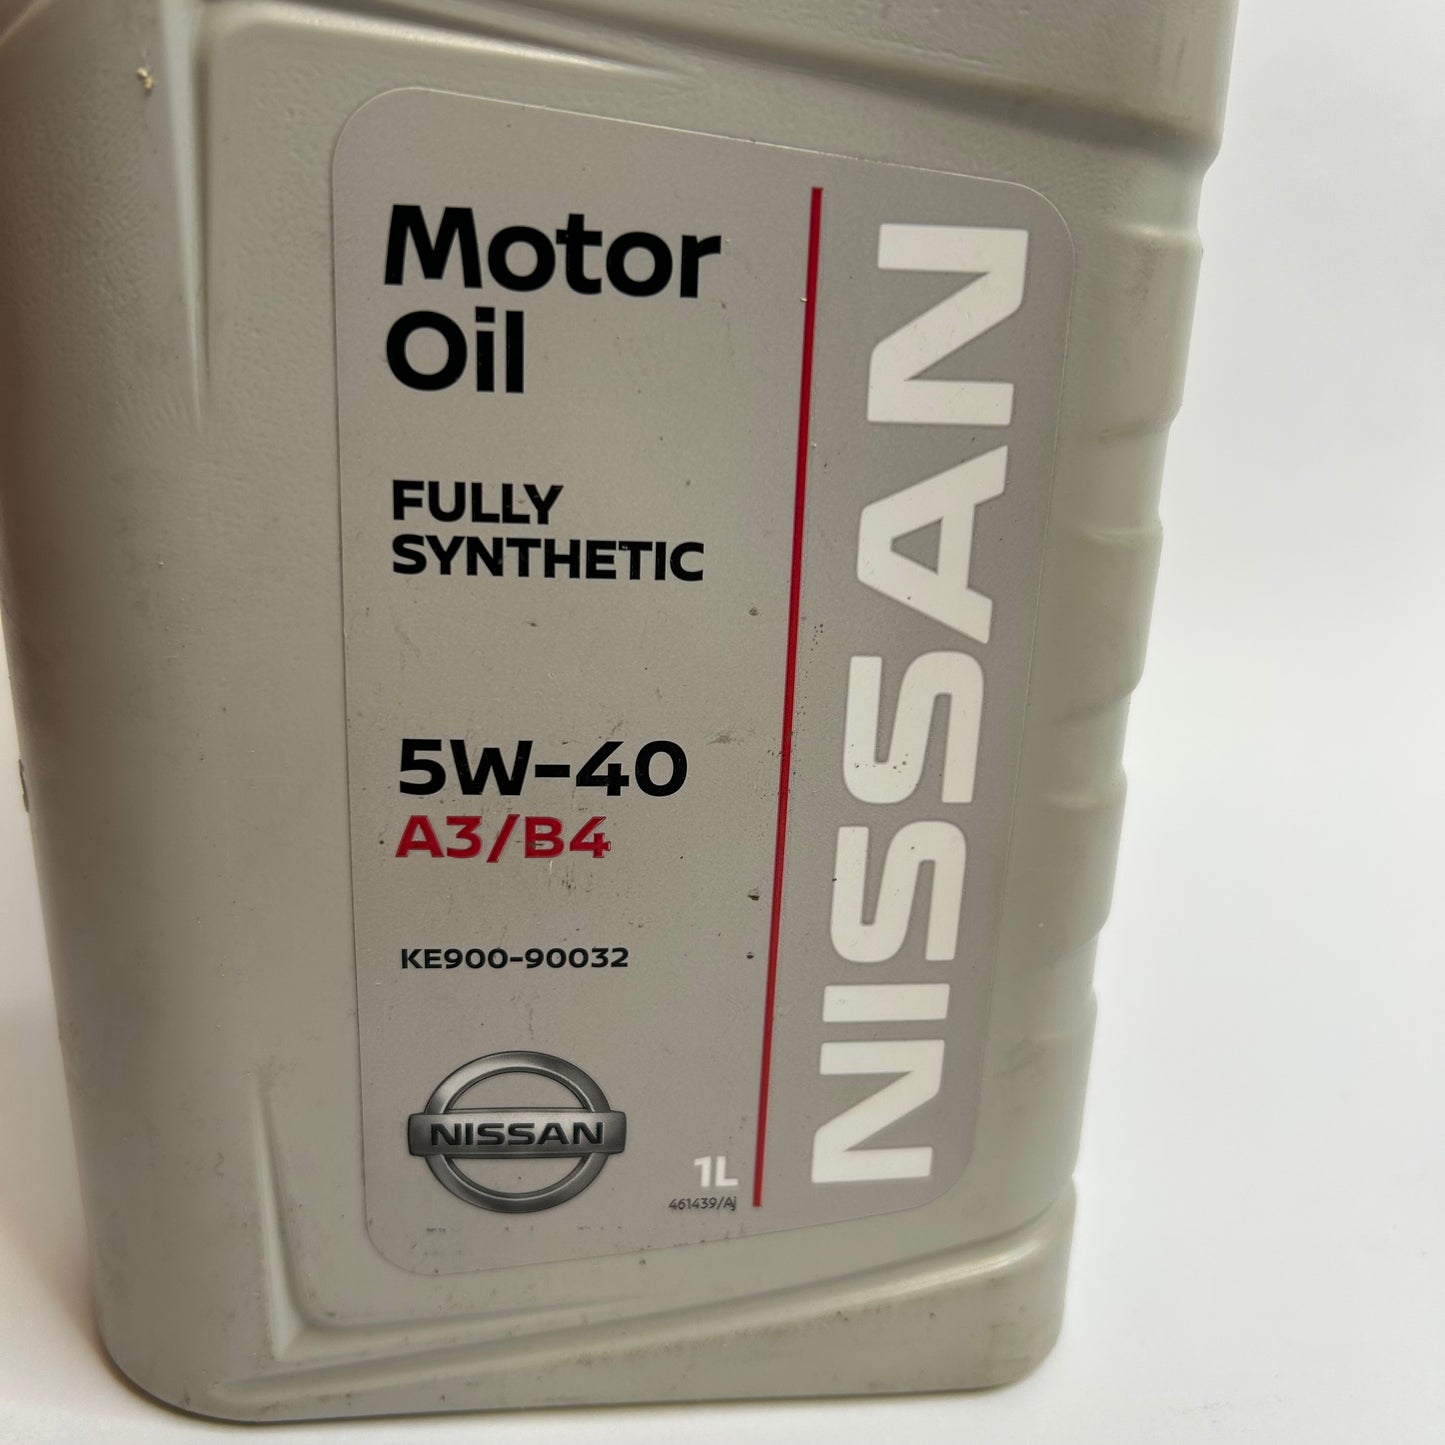 Motor
Oil
FULLY
SYNTHETIC
5W-40
A3/B4
KE900-90032
NISSAN
1L
461439/Aj
NISSAN